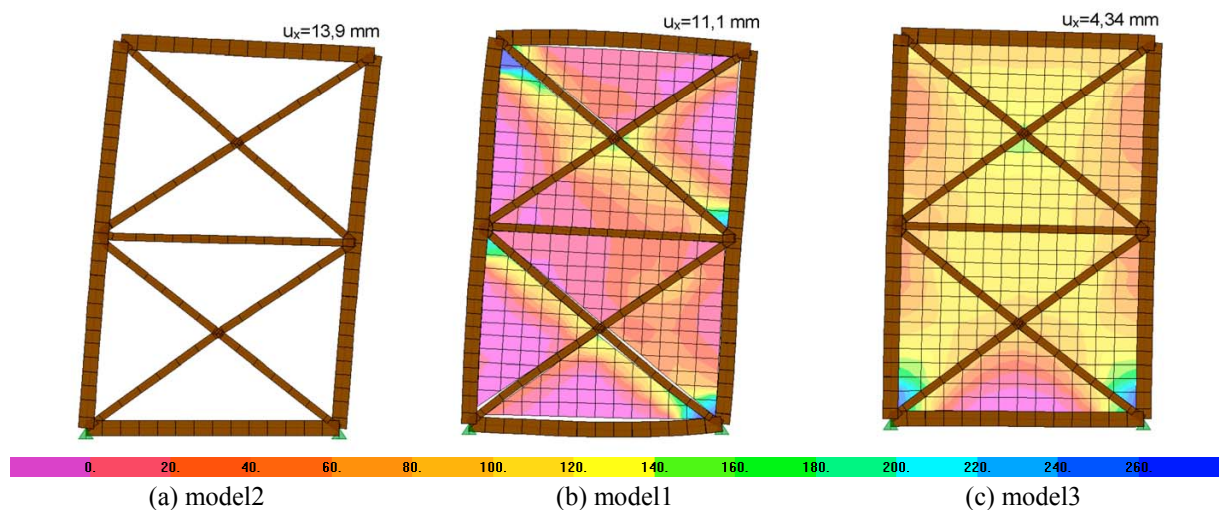 uₓ=13,9 mm
uₓ=11,1 mm
uₓ=4,34 mm
0. 20. 40. 60. 80. 100. 120. 140. 160. 180. 200. 220. 240. 260.
(a) model2 (b) model1 (c) model3